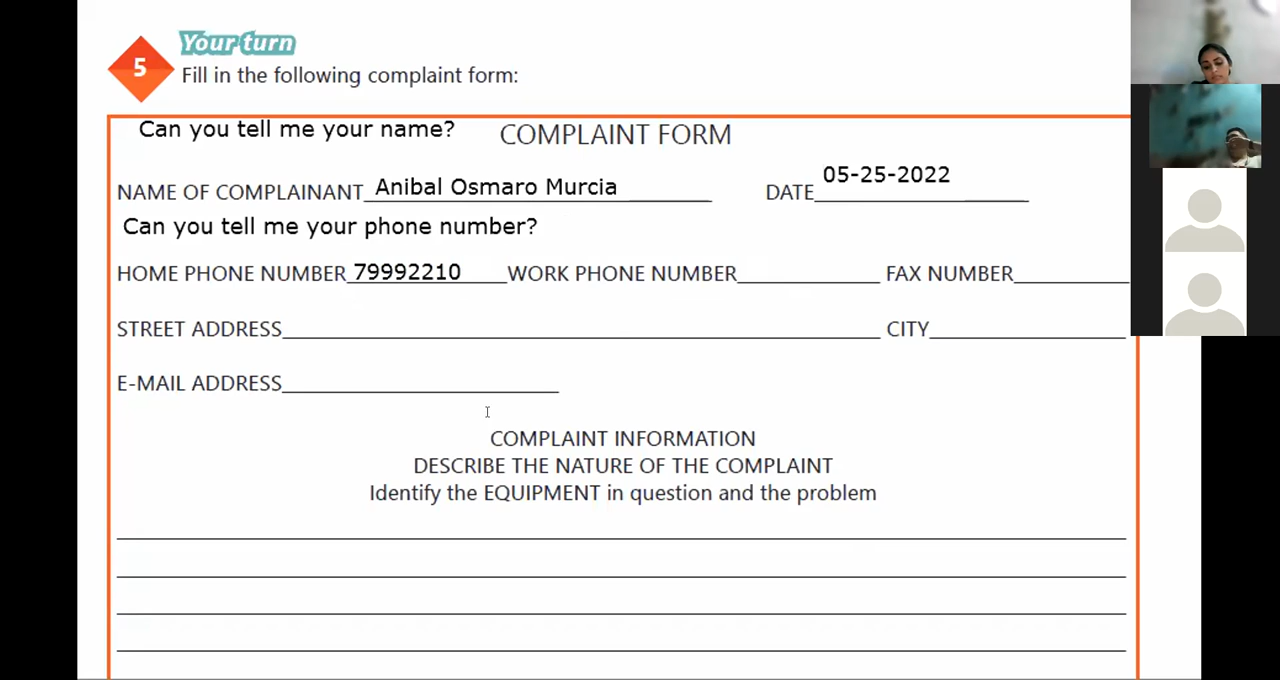 Your turn
5
Fill in the following complaint form:
Can you tell me your name?
COMPLAINT FORM
NAME OF COMPLAINANT Anibal Osmaro Murcia DATE 05-25-2022
Can you tell me your phone number?
HOME PHONE NUMBER 79992210 WORK PHONE NUMBER FAX NUMBER
STREET ADDRESS CITY
E-MAIL ADDRESS
COMPLAINT INFORMATION
DESCRIBE THE NATURE OF THE COMPLAINT
Identify the EQUIPMENT in question and the problem